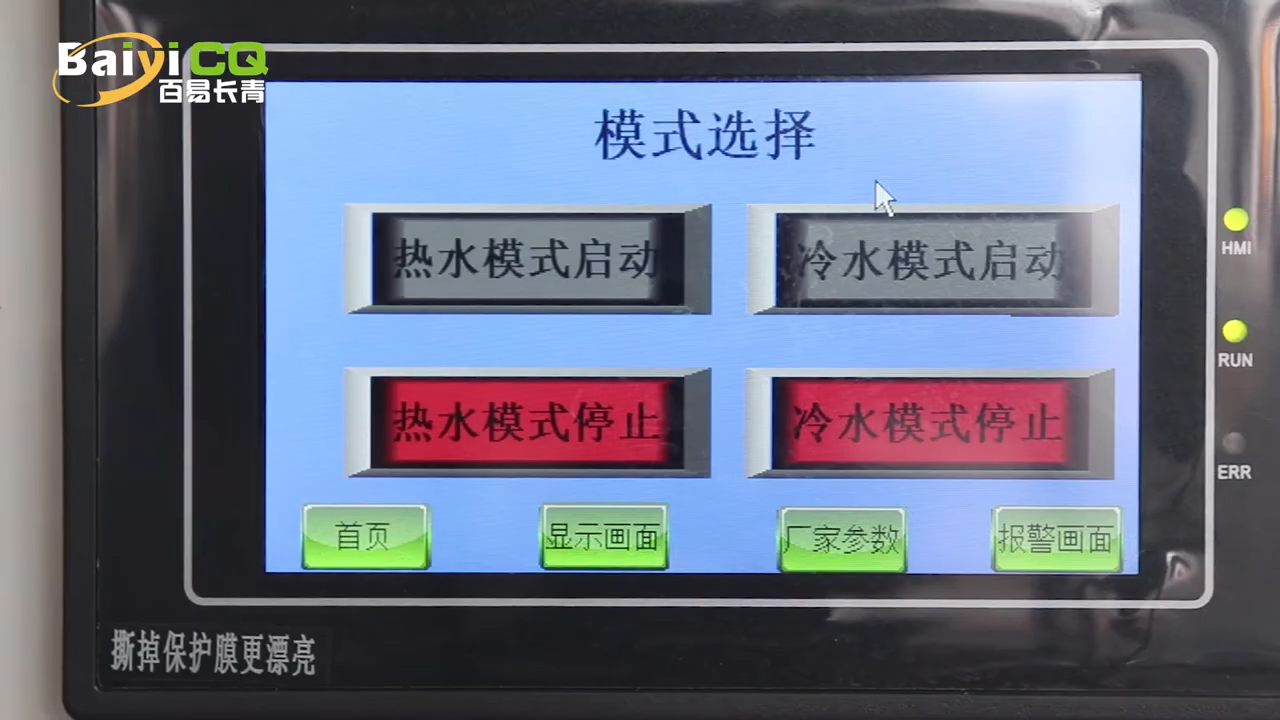 Baiyi CQ
百易长青
模式选择
热水模式启动
冷水模式启动
热水模式停止
冷水模式停止
首页
显示画面
厂家参数
报警画面
HMI
RUN
ERR
撕掉保护膜更漂亮